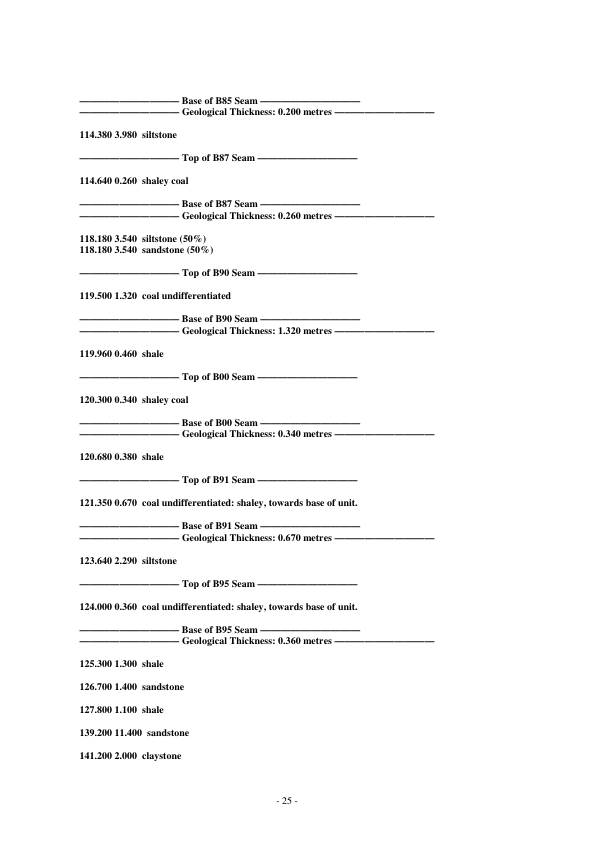 ———————————— Base of B85 Seam ————————————
———————————— Geological Thickness: 0.200 metres ————————————
114.380 3.980 siltstone
———————————— Top of B87 Seam ————————————
114.640 0.260 shaley coal
———————————— Base of B87 Seam ————————————
———————————— Geological Thickness: 0.260 metres ————————————
118.180 3.540 siltstone (50%)
118.180 3.540 sandstone (50%)
———————————— Top of B90 Seam ————————————
119.500 1.320 coal undifferentiated
———————————— Base of B90 Seam ————————————
———————————— Geological Thickness: 1.320 metres ————————————
119.960 0.460 shale
———————————— Top of B00 Seam ————————————
120.300 0.340 shaley coal
———————————— Base of B00 Seam ————————————
———————————— Geological Thickness: 0.340 metres ————————————
120.680 0.380 shale
———————————— Top of B91 Seam ————————————
121.350 0.670 coal undifferentiated: shaley, towards base of unit.
———————————— Base of B91 Seam ————————————
———————————— Geological Thickness: 0.670 metres ————————————
123.640 2.290 siltstone
———————————— Top of B95 Seam ————————————
124.000 0.360 coal undifferentiated: shaley, towards base of unit.
———————————— Base of B95 Seam ————————————
———————————— Geological Thickness: 0.360 metres ————————————
125.300 1.300 shale
126.700 1.400 sandstone
127.800 1.100 shale
139.200 11.400 sandstone
141.200 2.000 claystone
- 25 -